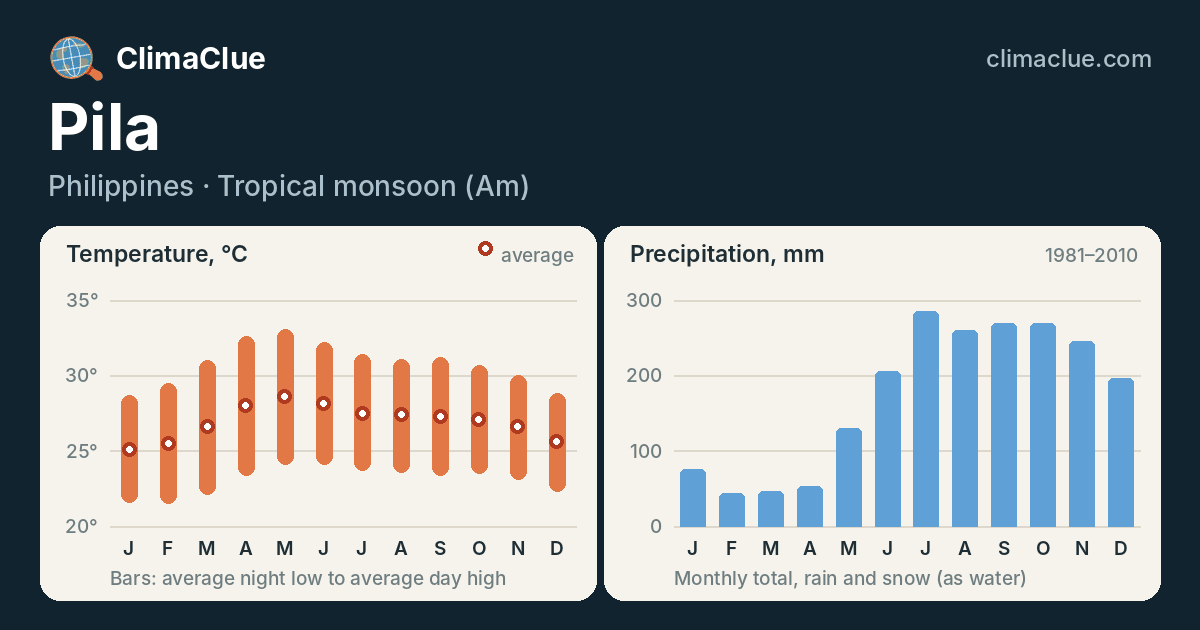 ClimaClue
climaclue.com
Pila
Philippines · Tropical monsoon (Am)
Temperature, °C
average
35°
30°
25°
20°
J F M A M J J A S O N D
Bars: average night low to average day high
Precipitation, mm
1981–2010
300
200
100
0
J F M A M J J A S O N D
Monthly total, rain and snow (as water)